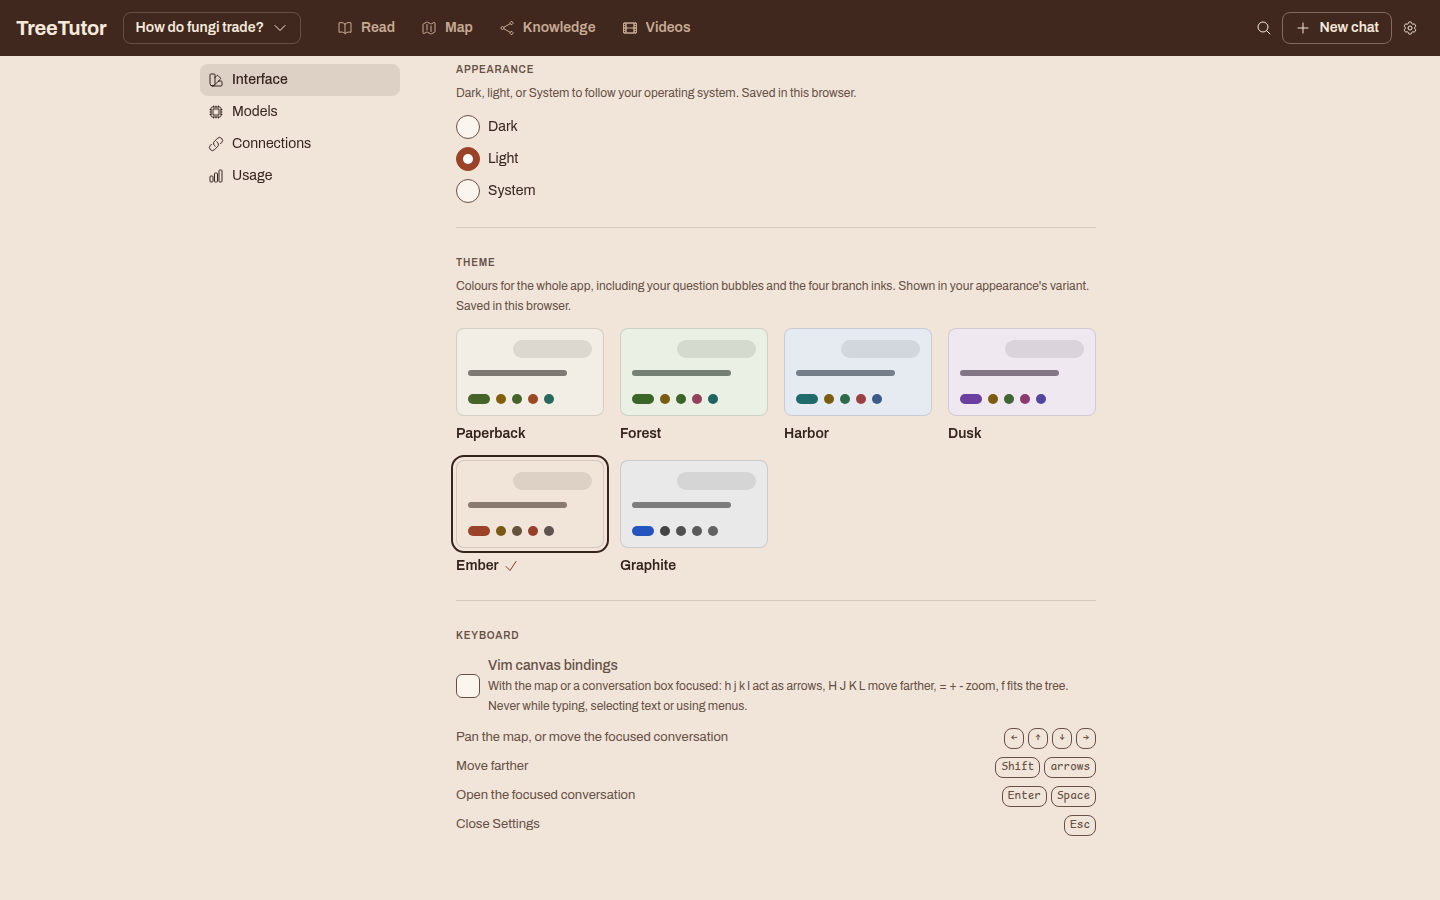 TreeTutor
How do fungi trade?
Read
Map
Knowledge
Videos
New chat
Interface
Models
Connections
Usage
APPEARANCE
Dark, light, or System to follow your operating system. Saved in this browser.
Dark
Light
System
THEME
Colours for the whole app, including your question bubbles and the four branch inks. Shown in your appearance's variant.
Saved in this browser.
Paperback
Forest
Harbor
Dusk
Ember
Graphite
KEYBOARD
Vim canvas bindings
With the map or a conversation box focused: h j k l act as arrows, H J K L move farther, = + - zoom, f fits the tree.
Never while typing, selecting text or using menus.
Pan the map, or move the focused conversation
← ↑ ↓ →
Move farther
Shift arrows
Open the focused conversation
Enter Space
Close Settings
Esc